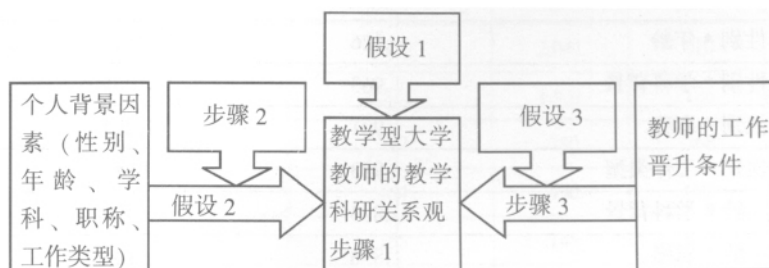 假设 1
个人背景因
素（性别、
年龄、学
科、职称、
工作类型）
步骤 2
假设 2
教学型大学
教师的教学
科研关系观
步骤 1
假设 3
步骤 3
教师的工作
晋升条件